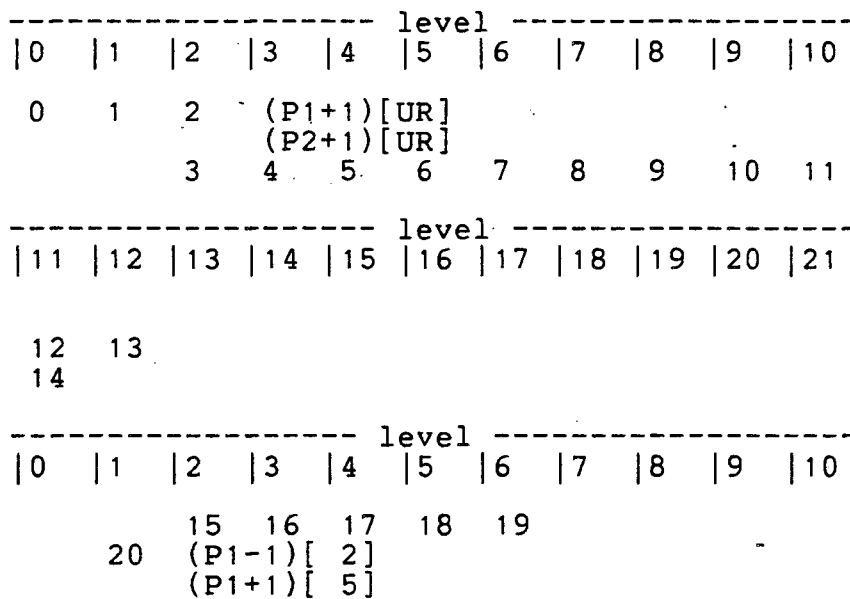 ------------------- level ------------------
|0 |1 |2 |3 |4 |5 |6 |7 |8 |9 |10
0 1 2 (P1+1)[UR]
(P2+1)[UR]
3 4 5 6 7 8 9 10 11
------------------- level ------------------
|11 |12 |13 |14 |15 |16 |17 |18 |19 |20 |21
12 13
14
------------------ level -------------------
|0 |1 |2 |3 |4 |5 |6 |7 |8 |9 |10
15 16 17 18 19
20 (P1-1)[ 2]
(P1+1)[ 5]